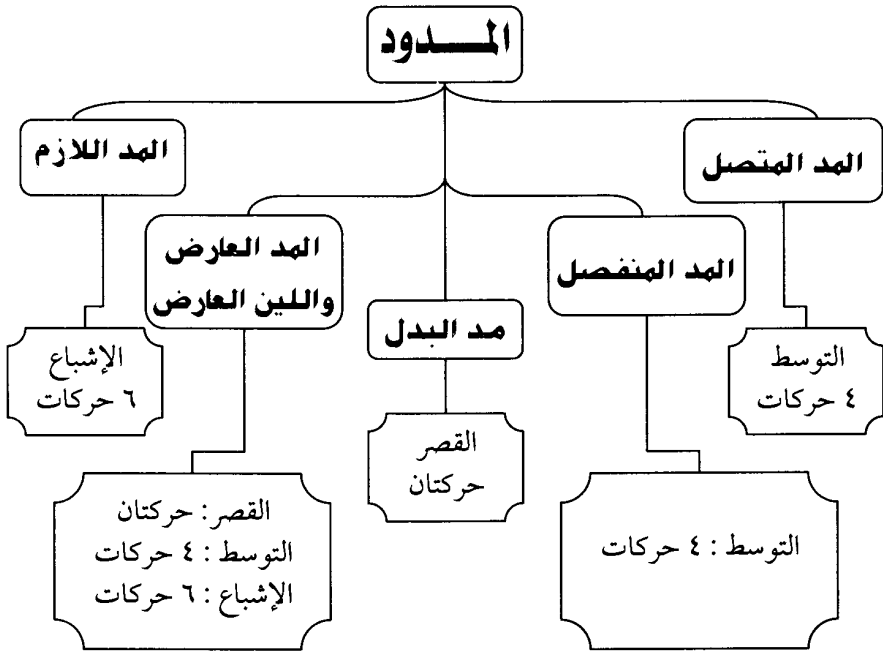 المـــدود
المد المتصل
المد اللازم
المد المنفصل
مد البدل
المد العارض
واللين العارض
التوسط
٤ حركات
الإشباع
٦ حركات
القصر
حركتان
التوسط : ٤ حركات
القصر : حركتان
التوسط : ٤ حركات
الإشباع : ٦ حركات